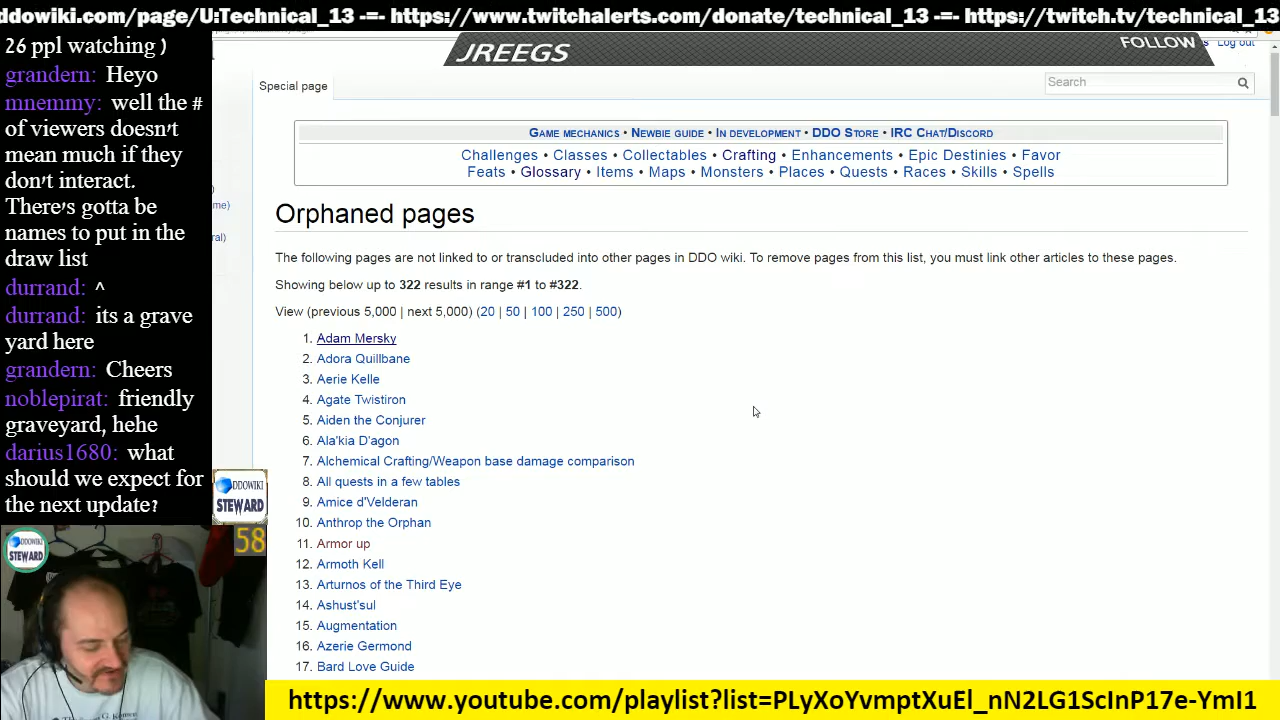 ddowiki.com/page/U:Technical_13 -=- https://www.twitchalerts.com/donate/technical_13 -=- https://twitch.tv/technical_13
26 ppl watching )
grandern: Heyo
mnemmy: well the #
of viewers doesn't
mean much if they
don't interact.
There's gotta be
names to put in the
draw list
durrand: ^
durrand: its a grave
yard here
grandern: Cheers
noblepirat: friendly
graveyard, hehe
darius1680: what
should we expect for
the next update?
DDOWIKI
STEWARD
58
DDOWIKI
STEWARD
JREEGS
FOLLOW
Log out
Special page
Search
me)
ral)
GAME MECHANICS • NEWBIE GUIDE • IN DEVELOPMENT • DDO STORE • IRC CHAT/DISCORD
Challenges • Classes • Collectables • Crafting • Enhancements • Epic Destinies • Favor
Feats • Glossary • Items • Maps • Monsters • Places • Quests • Races • Skills • Spells
Orphaned pages
The following pages are not linked to or transcluded into other pages in DDO wiki. To remove pages from this list, you must link other articles to these pages.
Showing below up to 322 results in range #1 to #322.
View (previous 5,000 | next 5,000) (20 | 50 | 100 | 250 | 500)
1. Adam Mersky
2. Adora Quillbane
3. Aerie Kelle
4. Agate Twistiron
5. Aiden the Conjurer
6. Ala'kia D'agon
7. Alchemical Crafting/Weapon base damage comparison
8. All quests in a few tables
9. Amice d'Velderan
10. Anthrop the Orphan
11. Armor up
12. Armoth Kell
13. Arturnos of the Third Eye
14. Ashust'sul
15. Augmentation
16. Azerie Germond
17. Bard Love Guide
https://www.youtube.com/playlist?list=PLyXoYvmptXuEl_nN2LG1ScInP17e-YmI1